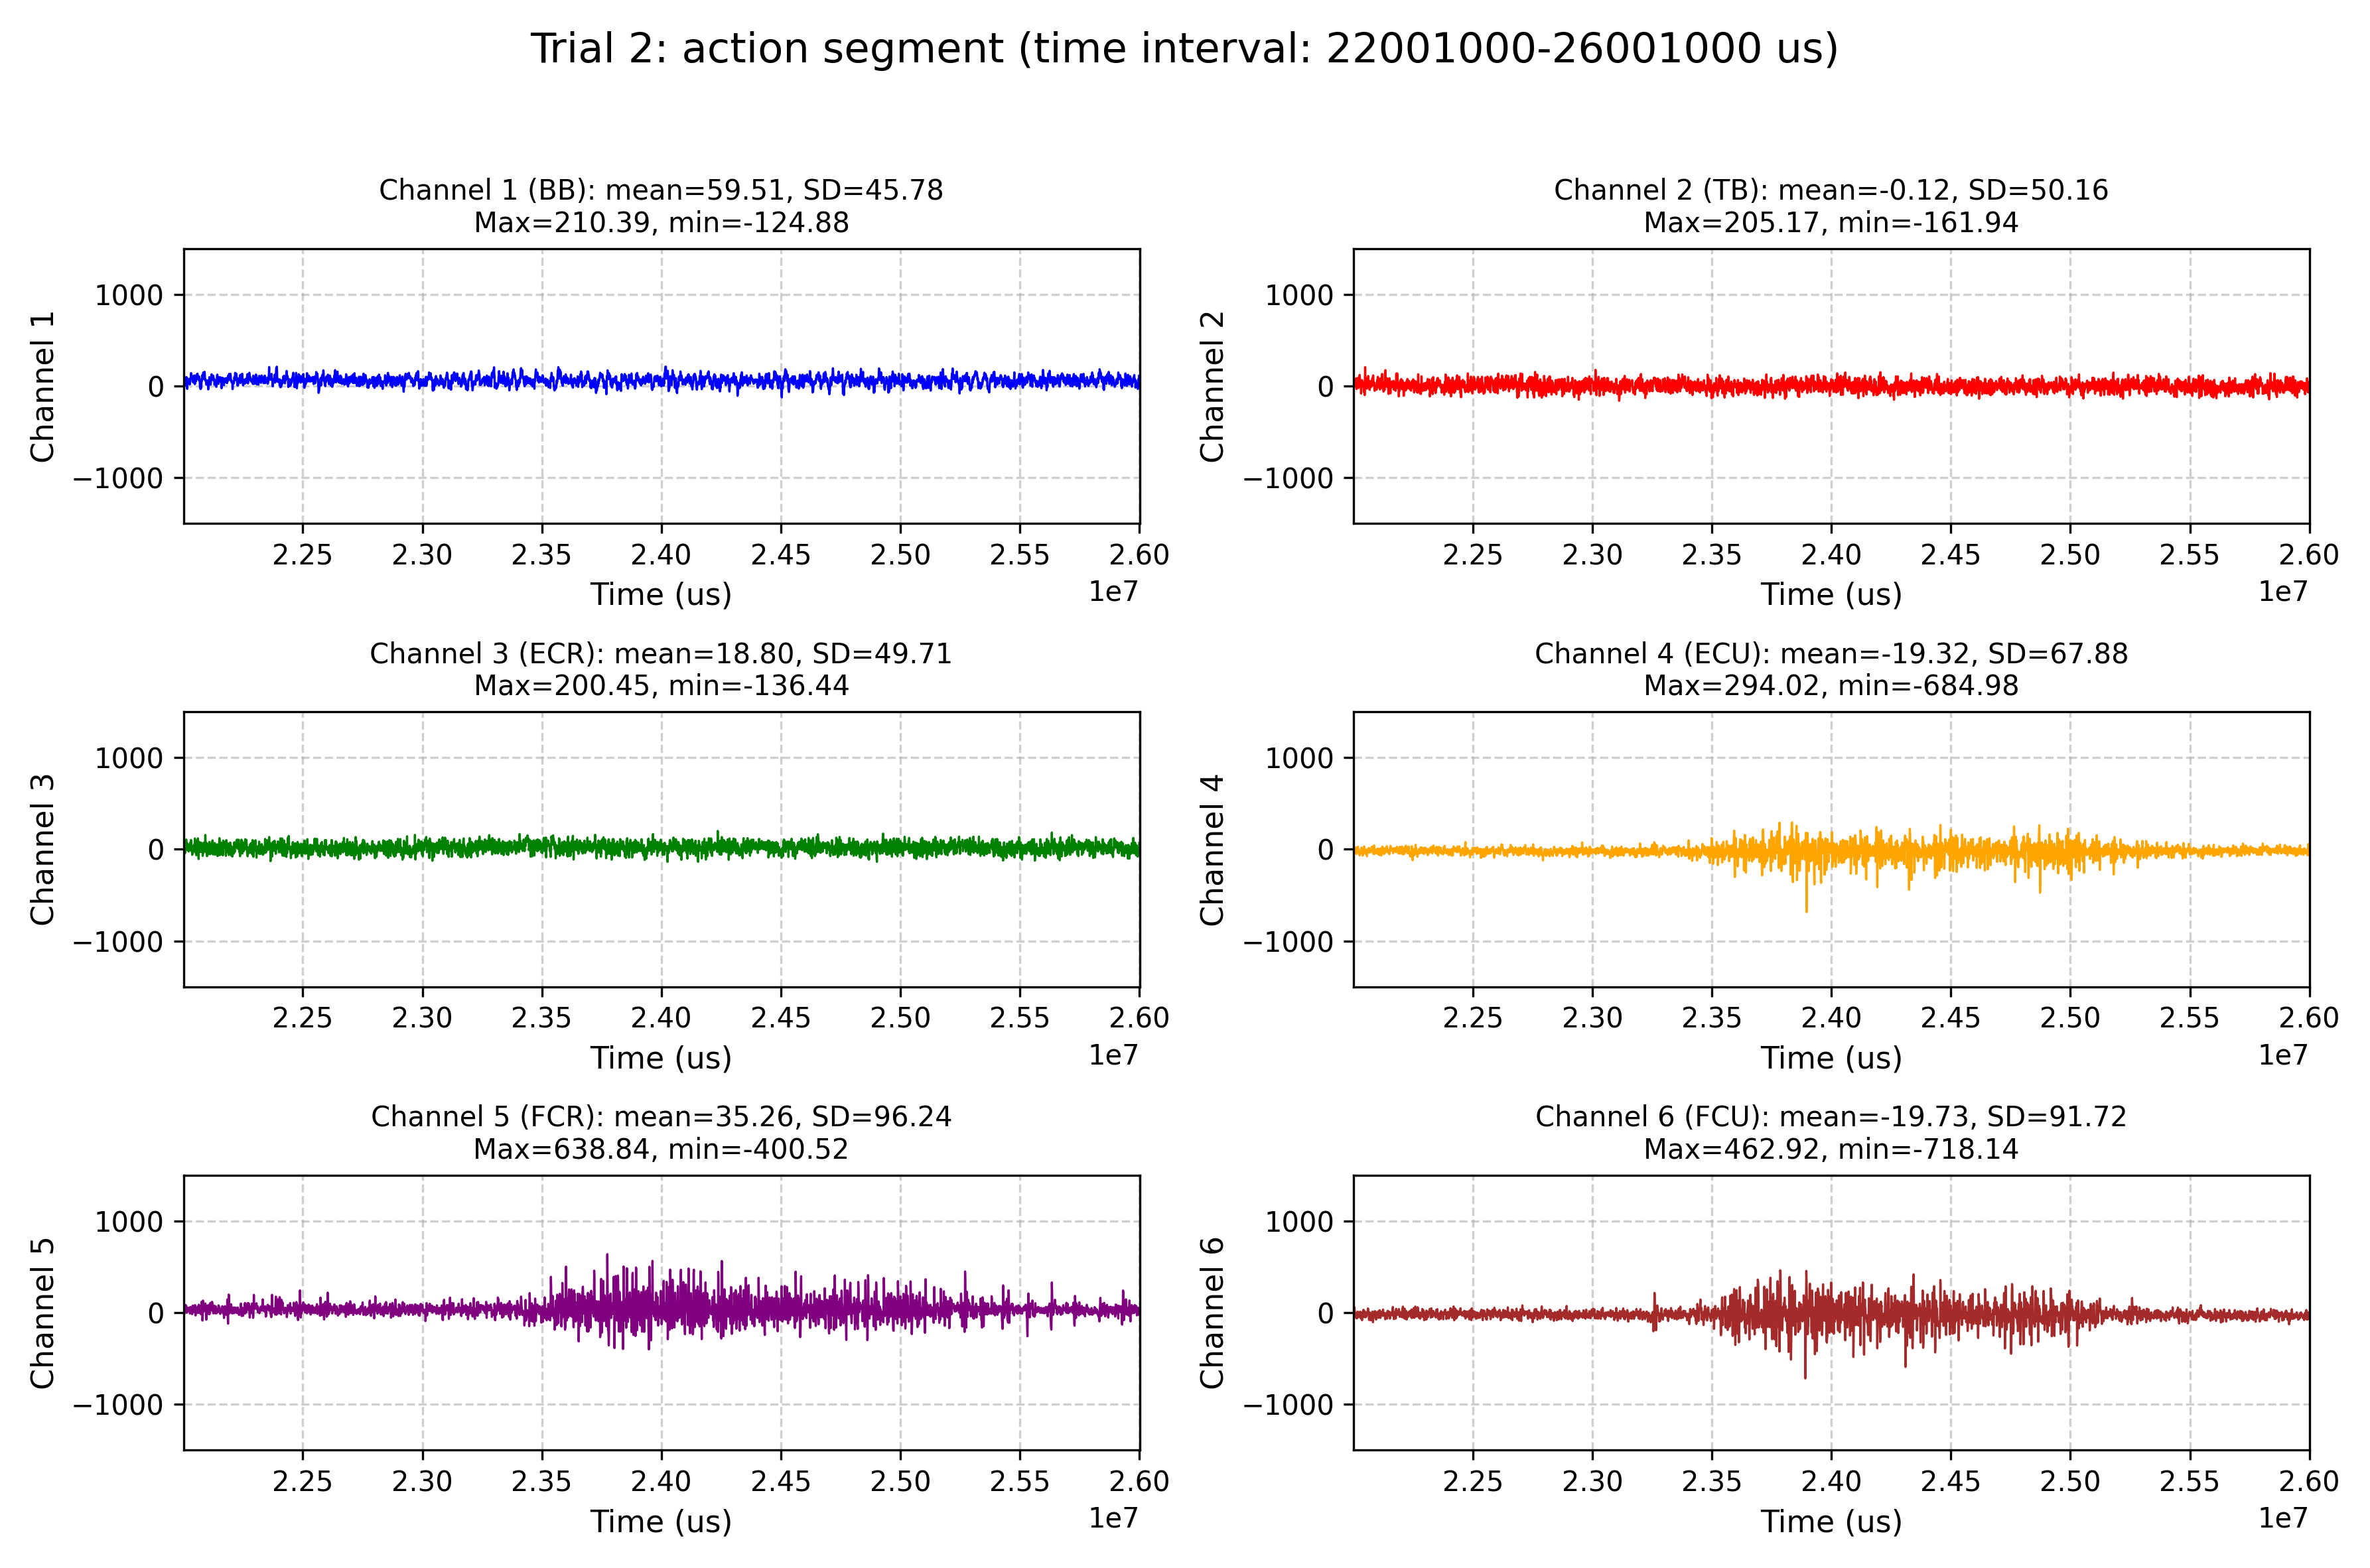 Trial 2: action segment (time interval: 22001000-26001000 us)
Channel 1 (BB): mean=59.51, SD=45.78
Max=210.39, min=-124.88
Channel 1
1000
0
−1000
2.25 2.30 2.35 2.40 2.45 2.50 2.55 2.60
Time (us)
1e7
Channel 2 (TB): mean=-0.12, SD=50.16
Max=205.17, min=-161.94
Channel 2
1000
0
−1000
2.25 2.30 2.35 2.40 2.45 2.50 2.55 2.60
Time (us)
1e7
Channel 3 (ECR): mean=18.80, SD=49.71
Max=200.45, min=-136.44
Channel 3
1000
0
−1000
2.25 2.30 2.35 2.40 2.45 2.50 2.55 2.60
Time (us)
1e7
Channel 4 (ECU): mean=-19.32, SD=67.88
Max=294.02, min=-684.98
Channel 4
1000
0
−1000
2.25 2.30 2.35 2.40 2.45 2.50 2.55 2.60
Time (us)
1e7
Channel 5 (FCR): mean=35.26, SD=96.24
Max=638.84, min=-400.52
Channel 5
1000
0
−1000
2.25 2.30 2.35 2.40 2.45 2.50 2.55 2.60
Time (us)
1e7
Channel 6 (FCU): mean=-19.73, SD=91.72
Max=462.92, min=-718.14
Channel 6
1000
0
−1000
2.25 2.30 2.35 2.40 2.45 2.50 2.55 2.60
Time (us)
1e7